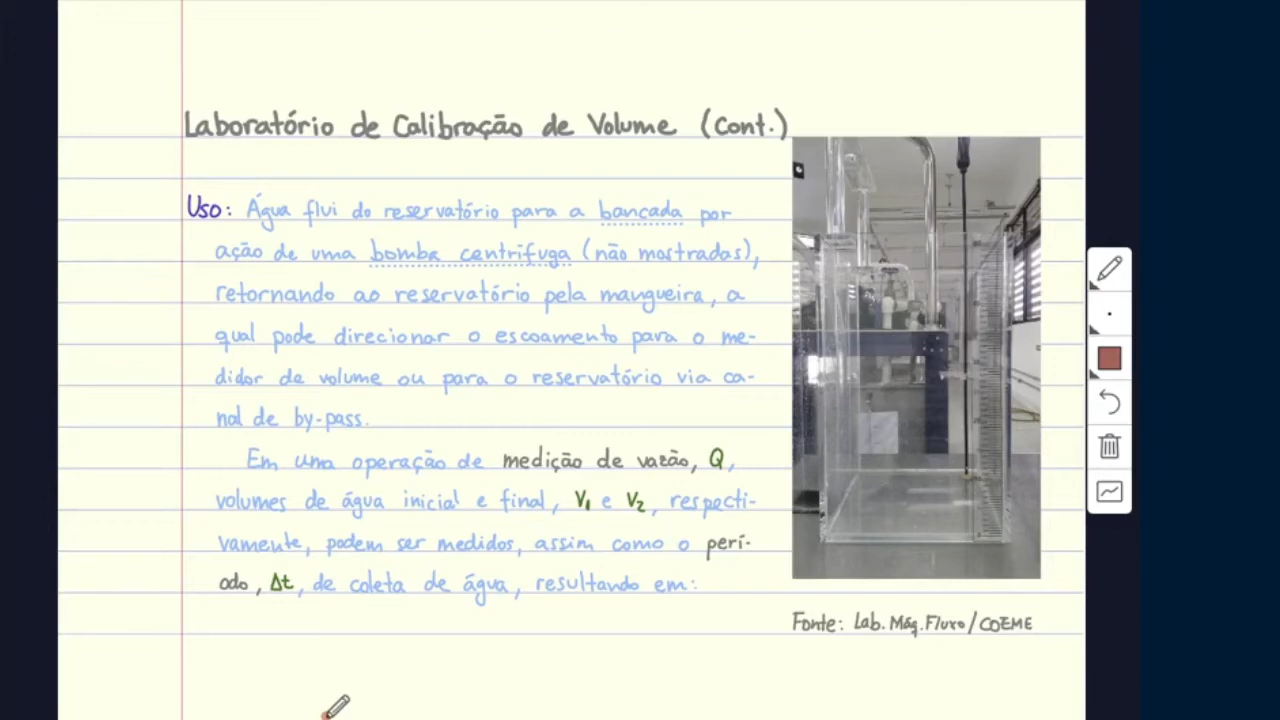 Laboratório de Calibração de Volume (Cont.)
Uso: Água flui do reservatório para a bancada por
ação de uma bomba centrífuga (não mostradas),
retornando ao reservatório pela mangueira, a
qual pode direcionar o escoamento para o me-
didor de volume ou para o reservatório via ca-
nal de by-pass.
Em uma operação de medição de vazão, Q,
volumes de água inicial e final, V1 e V2, respecti-
vamente, podem ser medidos, assim como o perí-
odo, Δt, de coleta de água, resultando em:
Fonte: Lab. Máq. Fluxo/COEME